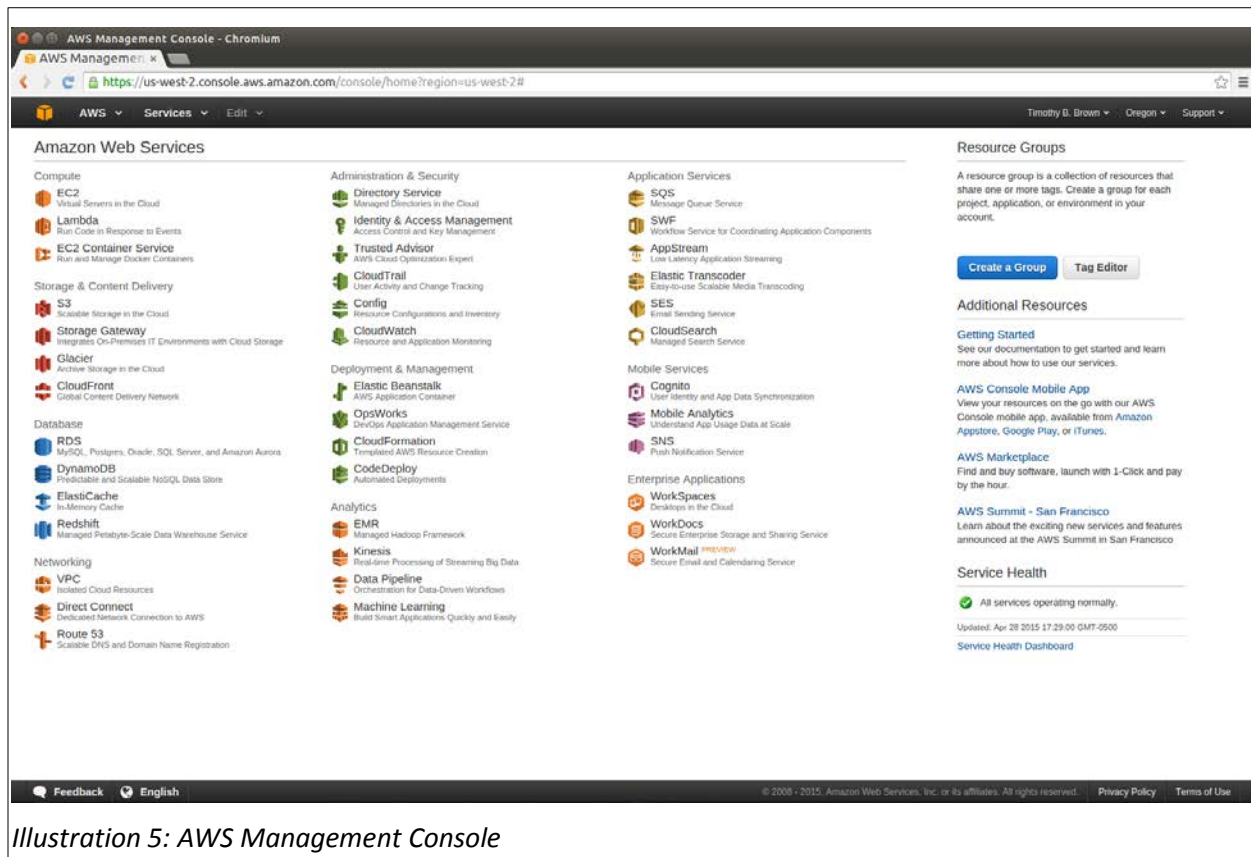 AWS Management Console - Chromium
AWS Managemen
https://us-west-2.console.aws.amazon.com/console/home?region=us-west-2#
AWS Services Edit Timothy B. Brown Oregon Support
Amazon Web Services
Compute
EC2
Virtual Servers in the Cloud
Lambda
Run Code in Response to Events
EC2 Container Service
Run and Manage Docker Containers
Storage & Content Delivery
S3
Scalable Storage in the Cloud
Storage Gateway
Integrates On-Premises IT Environments with Cloud Storage
Glacier
Archive Storage in the Cloud
CloudFront
Global Content Delivery Network
Database
RDS
MySQL, Postgres, Oracle, SQL Server, and Amazon Aurora
DynamoDB
Predictable and Scalable NoSQL Data Store
ElastiCache
In-Memory Cache
Redshift
Managed Petabyte-Scale Data Warehouse Service
Networking
VPC
Isolated Cloud Resources
Direct Connect
Dedicated Network Connection to AWS
Route 53
Scalable DNS and Domain Name Registration
Administration & Security
Directory Service
Managed Directories in the Cloud
Identity & Access Management
Access Control and Key Management
Trusted Advisor
AWS Cloud Optimization Expert
CloudTrail
User Activity and Change Tracking
Config
Resource Configurations and Inventory
CloudWatch
Resource and Application Monitoring
Deployment & Management
Elastic Beanstalk
AWS Application Container
OpsWorks
DevOps Application Management Service
CloudFormation
Templated AWS Resource Creation
CodeDeploy
Automated Deployments
Analytics
EMR
Managed Hadoop Framework
Kinesis
Real-time Processing of Streaming Big Data
Data Pipeline
Orchestration for Data-Driven Workflows
Machine Learning
Build Smart Applications Quickly and Easily
Application Services
SQS
Message Queue Service
SWF
Workflow Service for Coordinating Application Components
AppStream
Low Latency Application Streaming
Elastic Transcoder
Easy-to-use Scalable Media Transcoding
SES
Email Sending Service
CloudSearch
Managed Search Service
Mobile Services
Cognito
User Identity and App Data Synchronization
Mobile Analytics
Understand App Usage Data at Scale
SNS
Push Notification Service
Enterprise Applications
WorkSpaces
Desktops in the Cloud
WorkDocs
Secure Enterprise Storage and Sharing Service
WorkMail PREVIEW
Secure Email and Calendaring Service
Resource Groups
A resource group is a collection of resources that
share one or more tags. Create a group for each
project, application, or environment in your
account.
Create a Group Tag Editor
Additional Resources
Getting Started
See our documentation to get started and learn
more about how to use our services.
AWS Console Mobile App
View your resources on the go with our AWS
Console mobile app, available from Amazon
Appstore, Google Play, or iTunes.
AWS Marketplace
Find and buy software, launch with 1-Click and pay
by the hour.
AWS Summit - San Francisco
Learn about the exciting new services and features
announced at the AWS Summit in San Francisco
Service Health
All services operating normally.
Updated: Apr 28 2015 17:29:00 GMT-0500
Service Health Dashboard
Feedback English © 2008 - 2015, Amazon Web Services, Inc. or its affiliates. All rights reserved. Privacy Policy Terms of Use
Illustration 5: AWS Management Console